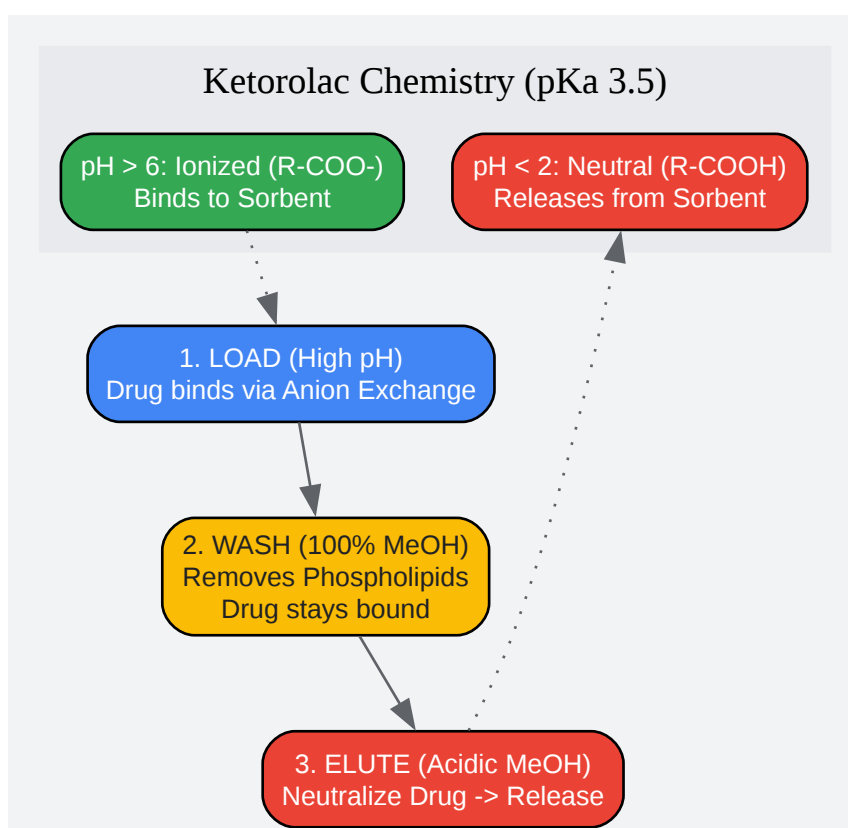 Ketorolac Chemistry (pKa 3.5)
pH > 6: Ionized (R-COO-)
Binds to Sorbent
pH < 2: Neutral (R-COOH)
Releases from Sorbent
1. LOAD (High pH)
Drug binds via Anion Exchange
2. WASH (100% MeOH)
Removes Phospholipids
Drug stays bound
3. ELUTE (Acidic MeOH)
Neutralize Drug -> Release